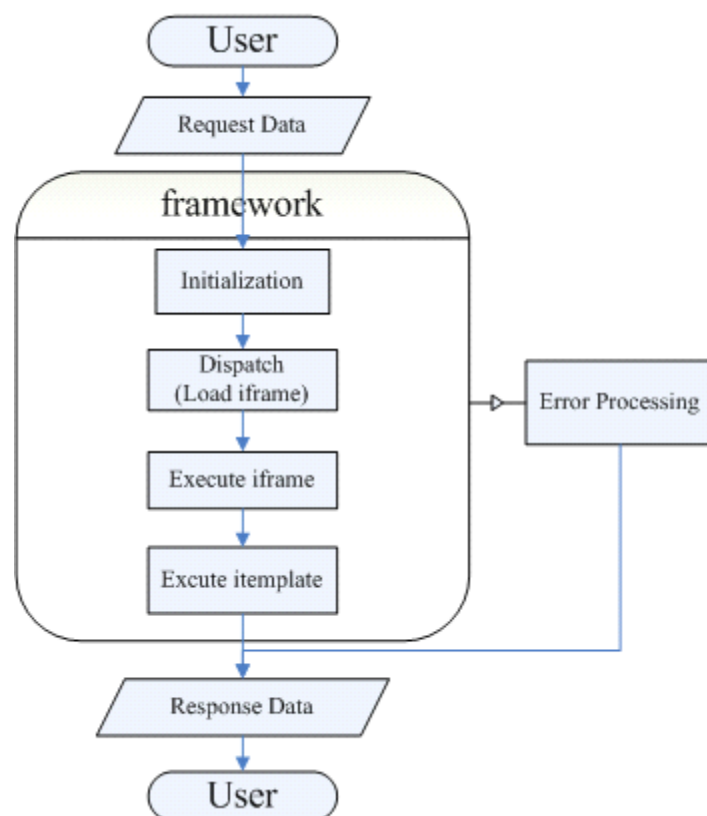 User
Request Data
framework
Initialization
Dispatch
(Load iframe)
Error Processing
Execute iframe
Excute itemplate
Response Data
User